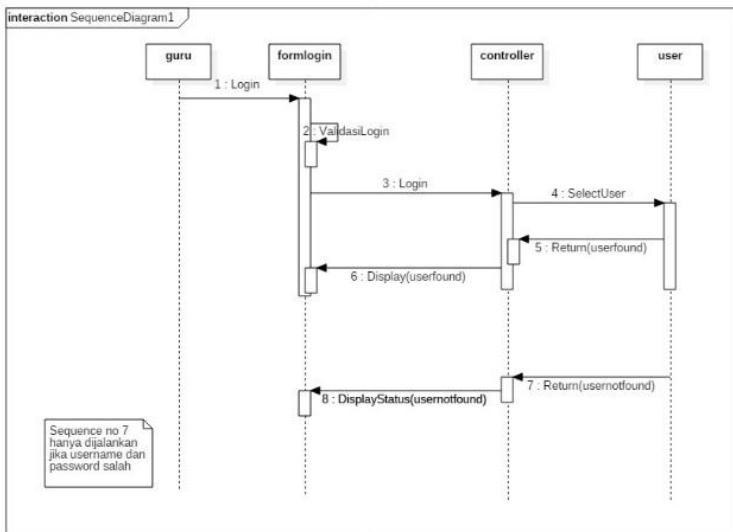 interaction SequenceDiagram1
guru
formlogin
controller
user
1 : Login
2 : ValidasiLogin
3 : Login
4 : SelectUser
5 : Return(userfound)
6 : Display(userfound)
7 : Return(usernotfound)
8 : DisplayStatus(usernotfound)
Sequence no 7
hanya dijalankan
jika username dan
password salah